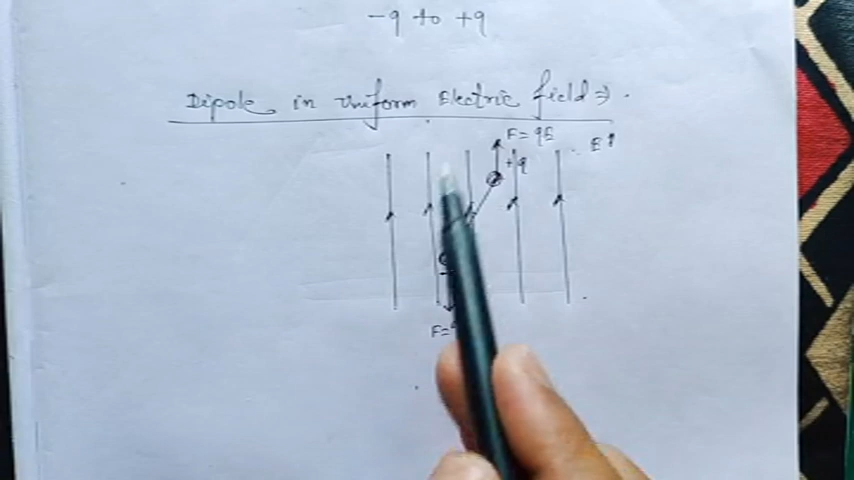 -q to +q
Dipole in Uniform Electric field ⇒ .
F = qE
E
+q
F=